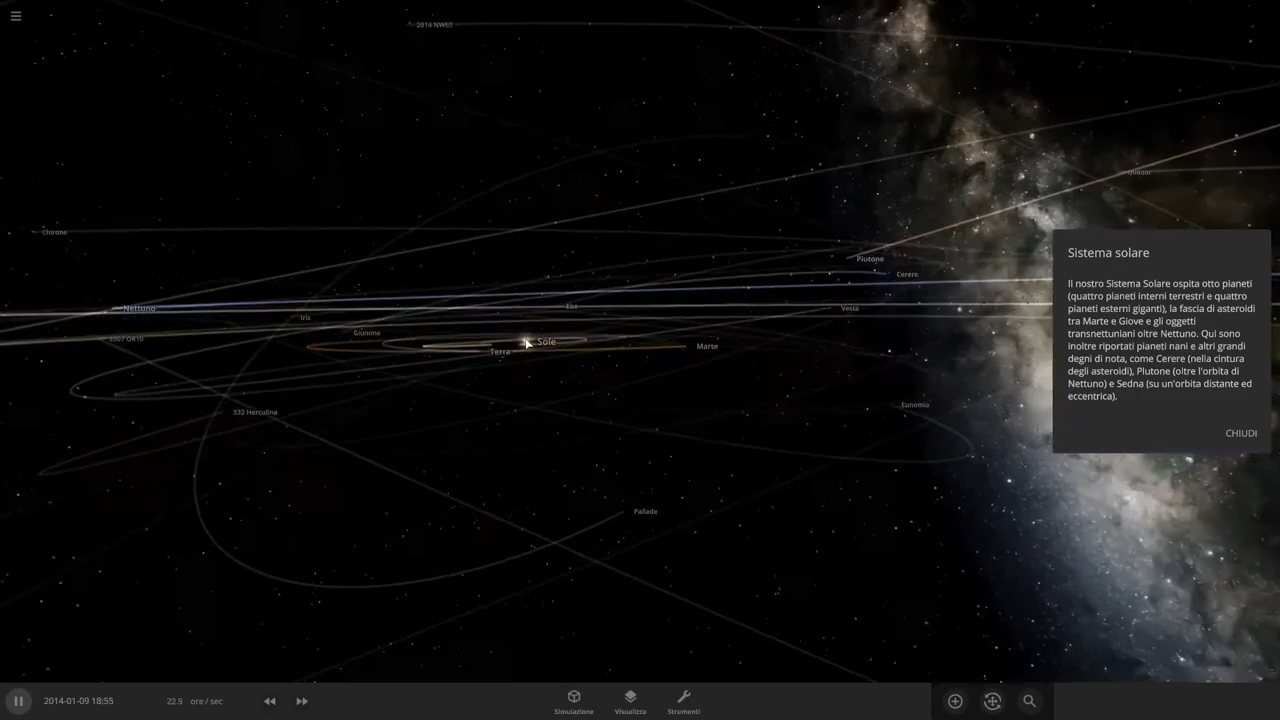 2014 NW65
Quaoar
Chirone
Plutone
Cerere
Nettuno
Ebe
Vesta
Iris
Giunone
2007 OR10
Sole
Terra
Marte
532 Herculina
Eunomia
Pallade
Sistema solare
Il nostro Sistema Solare ospita otto pianeti
(quattro pianeti interni terrestri e quattro
pianeti esterni giganti), la fascia di asteroidi
tra Marte e Giove e gli oggetti
transnettuniani oltre Nettuno. Qui sono
inoltre riportati pianeti nani e altri grandi
degni di nota, come Cerere (nella cintura
degli asteroidi), Plutone (oltre l'orbita di
Nettuno) e Sedna (su un'orbita distante ed
eccentrica).
CHIUDI
2014-01-09 18:55
22.9 ora / sec
Simulazione
Visualizza
Strumenti